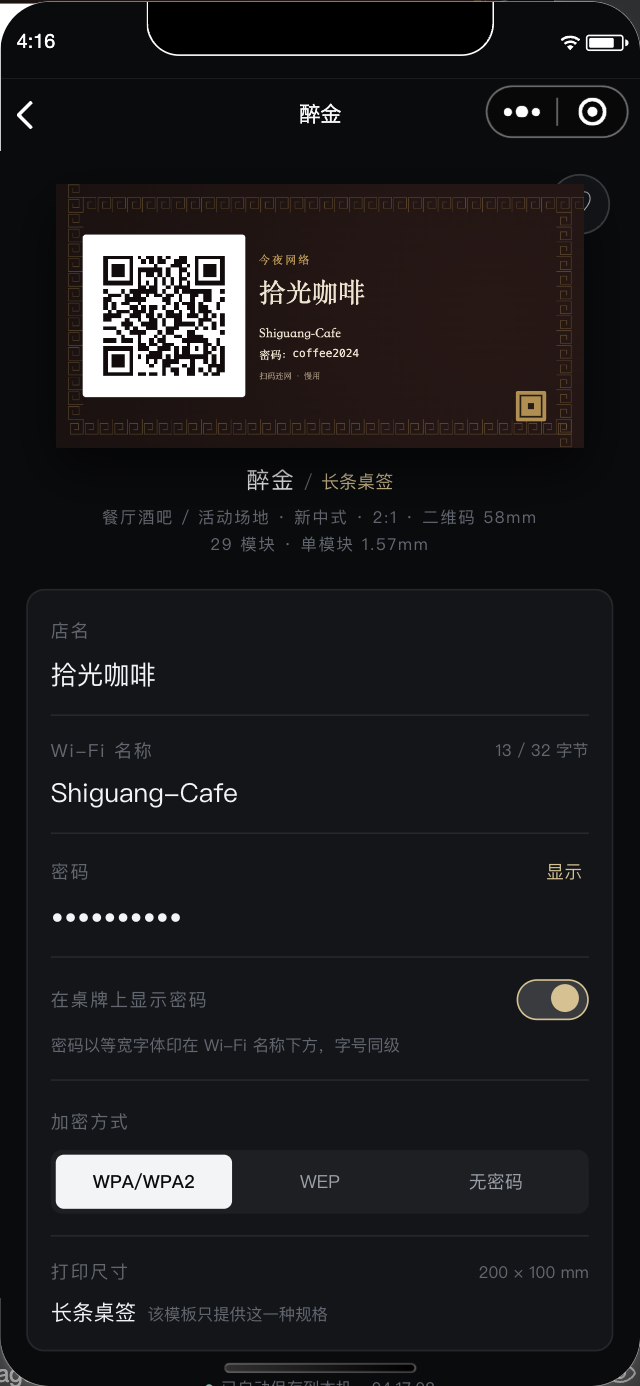 4:16
醉金
今夜网络
拾光咖啡
Shiguang-Cafe
密码: coffee2024
扫码连网 · 慢用
醉金 / 长条桌签
餐厅酒吧 / 活动场地 · 新中式 · 2:1 · 二维码 58mm
29 模块 · 单模块 1.57mm
店名
拾光咖啡
Wi-Fi 名称 13 / 32 字节
Shiguang-Cafe
密码 显示
••••••••••
在桌牌上显示密码
密码以等宽字体印在 Wi-Fi 名称下方，字号同级
加密方式
WPA/WPA2 WEP 无密码
打印尺寸 200 × 100 mm
长条桌签 该模板只提供这一种规格